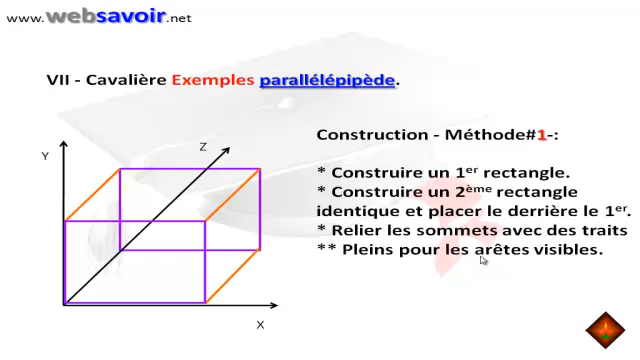 www.websavoir.net
VII - Cavalière Exemples parallélépipède.
Construction - Méthode#1-:
* Construire un 1er rectangle.
* Construire un 2ème rectangle
identique et placer le derrière le 1er.
* Relier les sommets avec des traits
** Pleins pour les arêtes visibles.
Y
Z
X